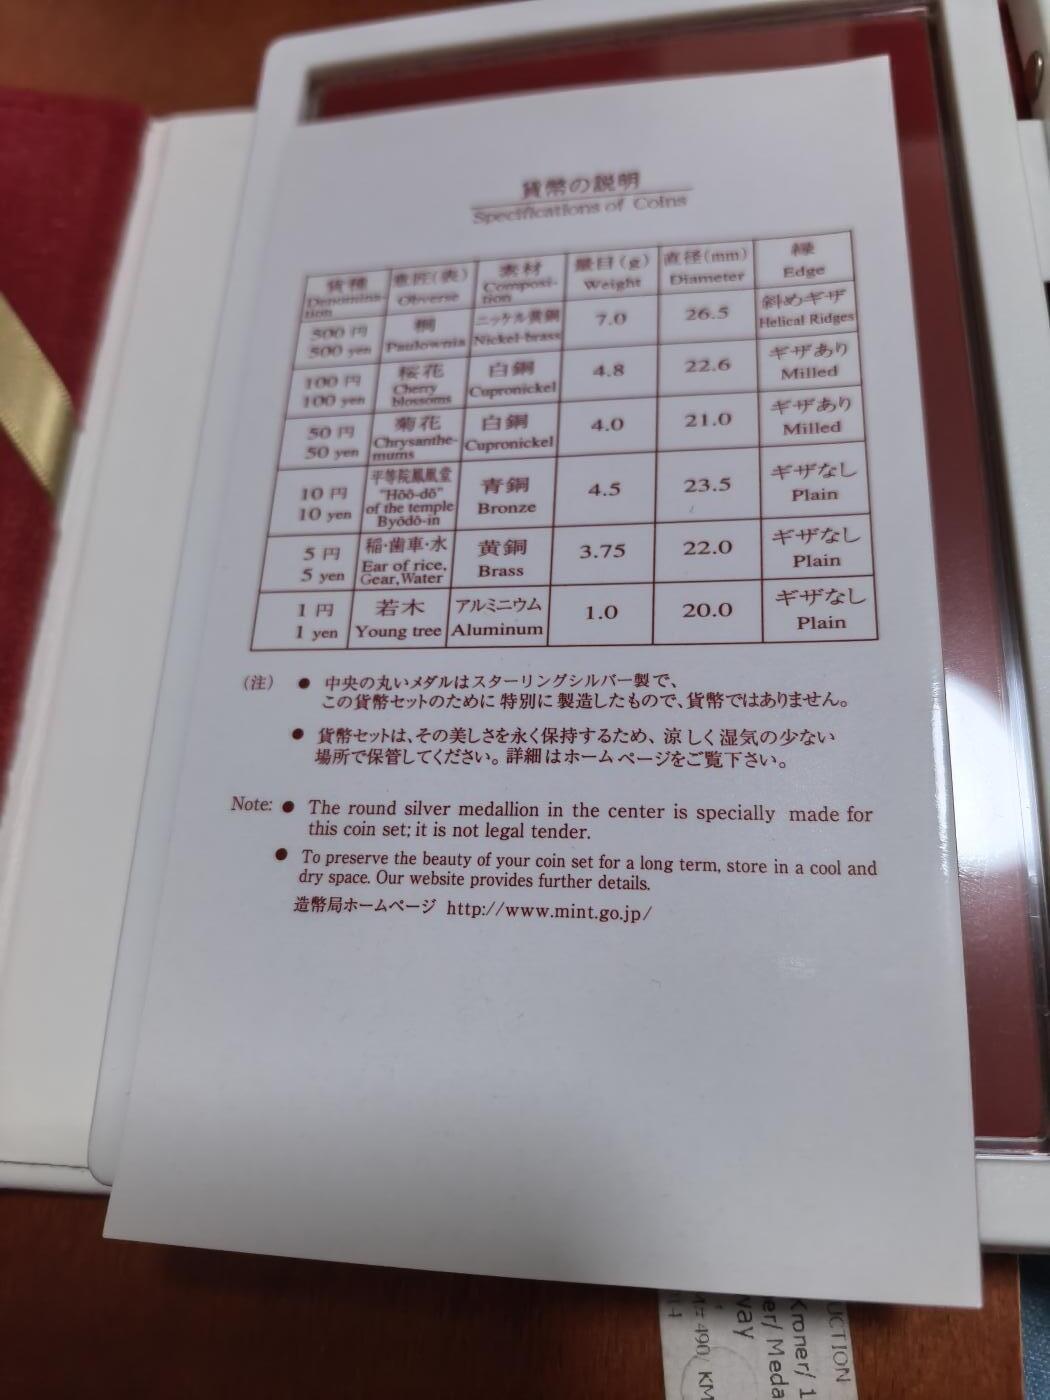 貨幣の説明
Specifications of Coins
貨種 意匠(表) 素材 量目(g) 直径(mm) 縁
Denomina-tion Obverse Composi-tion Weight Diameter Edge
500円 桐 ニッケル黄銅 7.0 26.5 斜めギザ
500 yen Paulownia Nickel-brass Helical Ridges
100円 桜花 白銅 4.8 22.6 ギザあり
100 yen Cherry blossoms Cupronickel Milled
50円 菊花 白銅 4.0 21.0 ギザあり
50 yen Chrysanthe-mums Cupronickel Milled
10円 平等院鳳凰堂 青銅 4.5 23.5 ギザなし
10 yen "Hōō-dō" of the temple Byōdō-in Bronze Plain
5円 稲・歯車・水 黄銅 3.75 22.0 ギザなし
5 yen Ear of rice, Gear, Water Brass Plain
1円 若木 アルミニウム 1.0 20.0 ギザなし
1 yen Young tree Aluminum Plain
(注) ● 中央の丸いメダルはスターリングシルバー製で、
この貨幣セットのために特別に製造したもので、貨幣ではありません。
● 貨幣セットは、その美しさを永く保持するため、涼しく湿気の少ない
場所で保管してください。詳細はホームページをご覧下さい。
Note: ● The round silver medallion in the center is specially made for
this coin set; it is not legal tender.
● To preserve the beauty of your coin set for a long term, store in a cool and
dry space. Our website provides further details.
造幣局ホームページ http://www.mint.go.jp/
UCTION
Kroner/ 1
er/ Meda
way
490/ KM